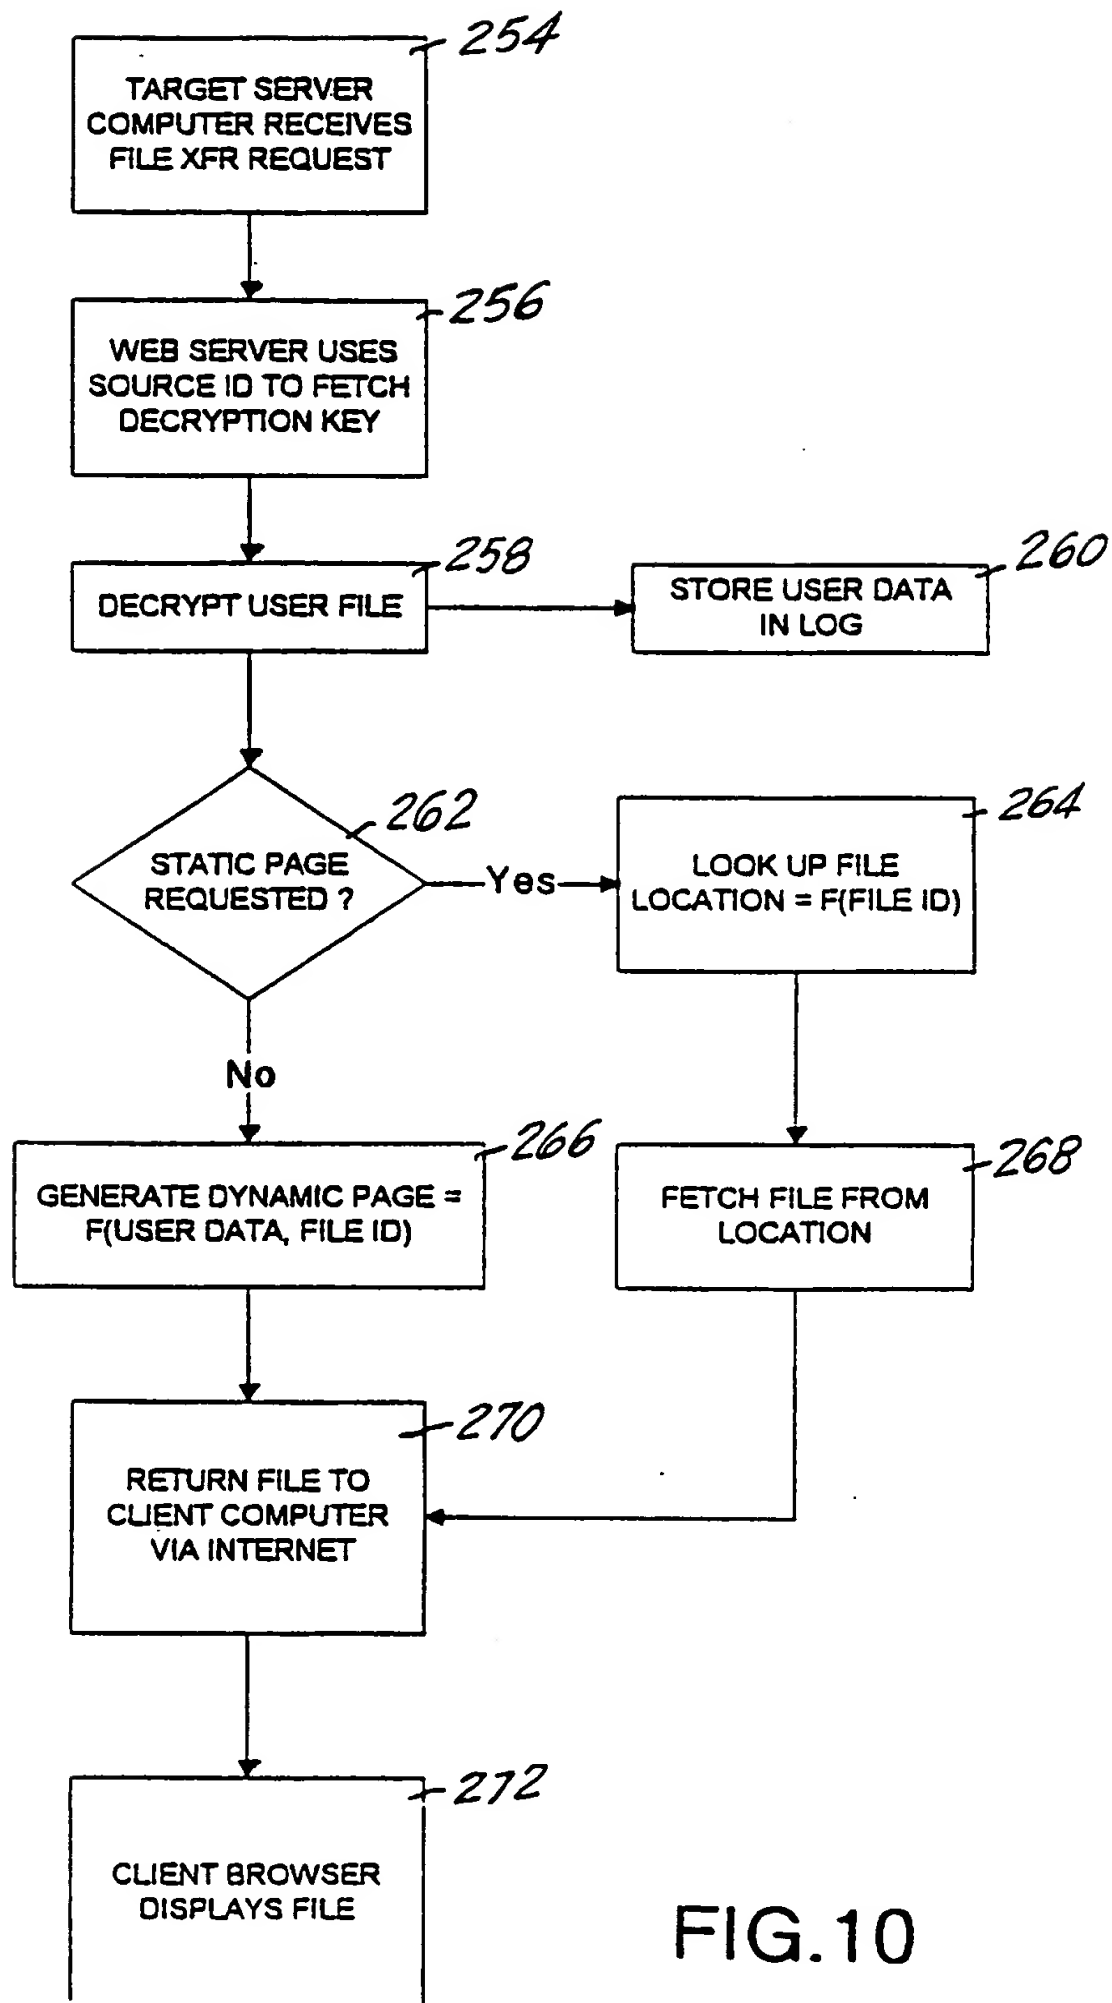 254
TARGET SERVER
COMPUTER RECEIVES
FILE XFR REQUEST
256
WEB SERVER USES
SOURCE ID TO FETCH
DECRYPTION KEY
258
DECRYPT USER FILE
260
STORE USER DATA
IN LOG
262
STATIC PAGE
REQUESTED ?
Yes
264
LOOK UP FILE
LOCATION = F(FILE ID)
No
266
GENERATE DYNAMIC PAGE =
F(USER DATA, FILE ID)
268
FETCH FILE FROM
LOCATION
270
RETURN FILE TO
CLIENT COMPUTER
VIA INTERNET
272
CLIENT BROWSER
DISPLAYS FILE
FIG.10